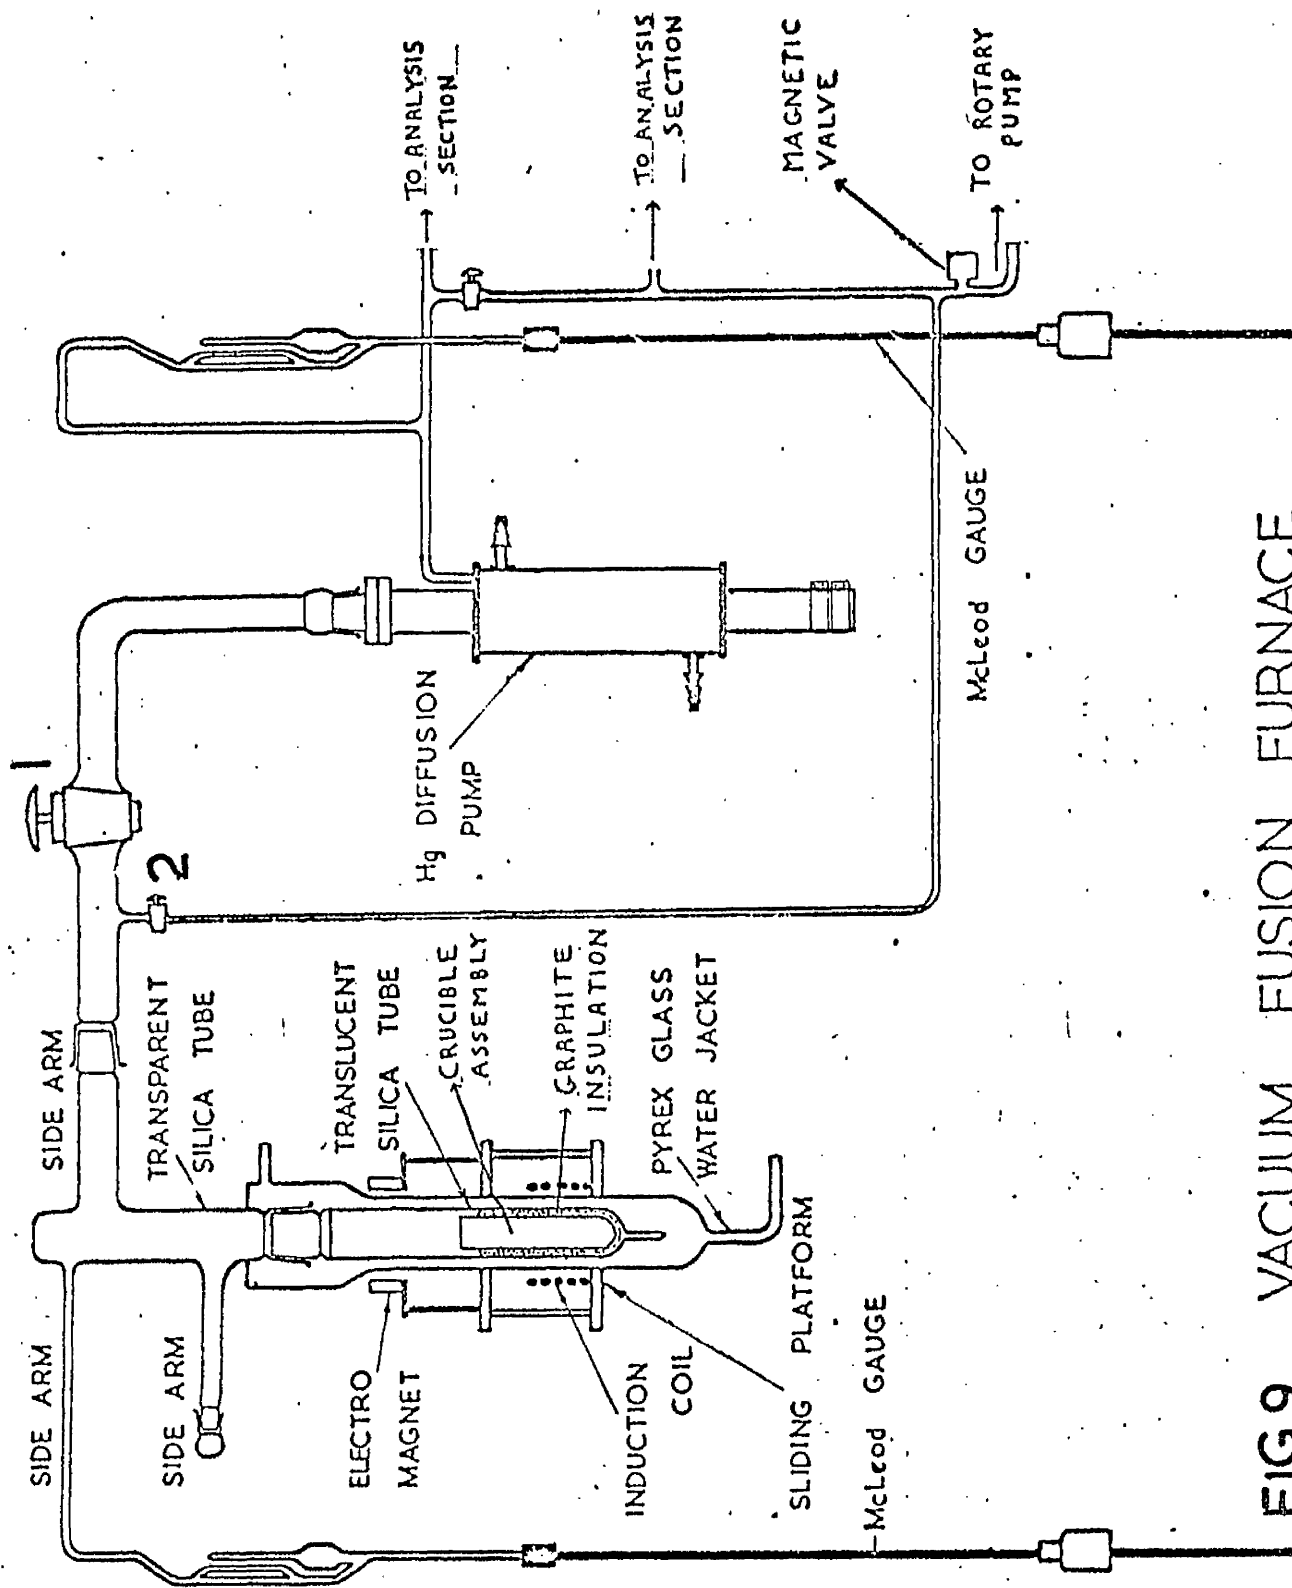 SIDE ARM
SIDE ARM
SIDE ARM
TRANSPARENT
SILICA TUBE
1
2
Hg DIFFUSION
PUMP
TO ANALYSIS
SECTION
TO ANALYSIS
SECTION
MAGNETIC
VALVE
TO ROTARY
PUMP
ELECTRO
MAGNET
TRANSLUCENT
SILICA TUBE
CRUCIBLE
ASSEMBLY
GRAPHITE
INSULATION
INDUCTION
COIL
PYREX GLASS
WATER JACKET
SLIDING PLATFORM
McLeod GAUGE
McLeod GAUGE
FIG 9 VACUUM FUSION FURNACE